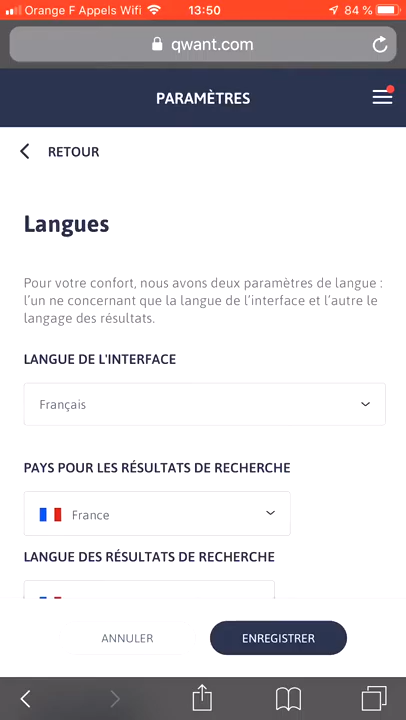 Orange F Appels Wifi 13:50 84 %
qwant.com
PARAMÈTRES
RETOUR
Langues
Pour votre confort, nous avons deux paramètres de langue :
l'un ne concernant que la langue de l'interface et l'autre le
langage des résultats.
LANGUE DE L'INTERFACE
Français
PAYS POUR LES RÉSULTATS DE RECHERCHE
France
LANGUE DES RÉSULTATS DE RECHERCHE
ANNULER ENREGISTRER